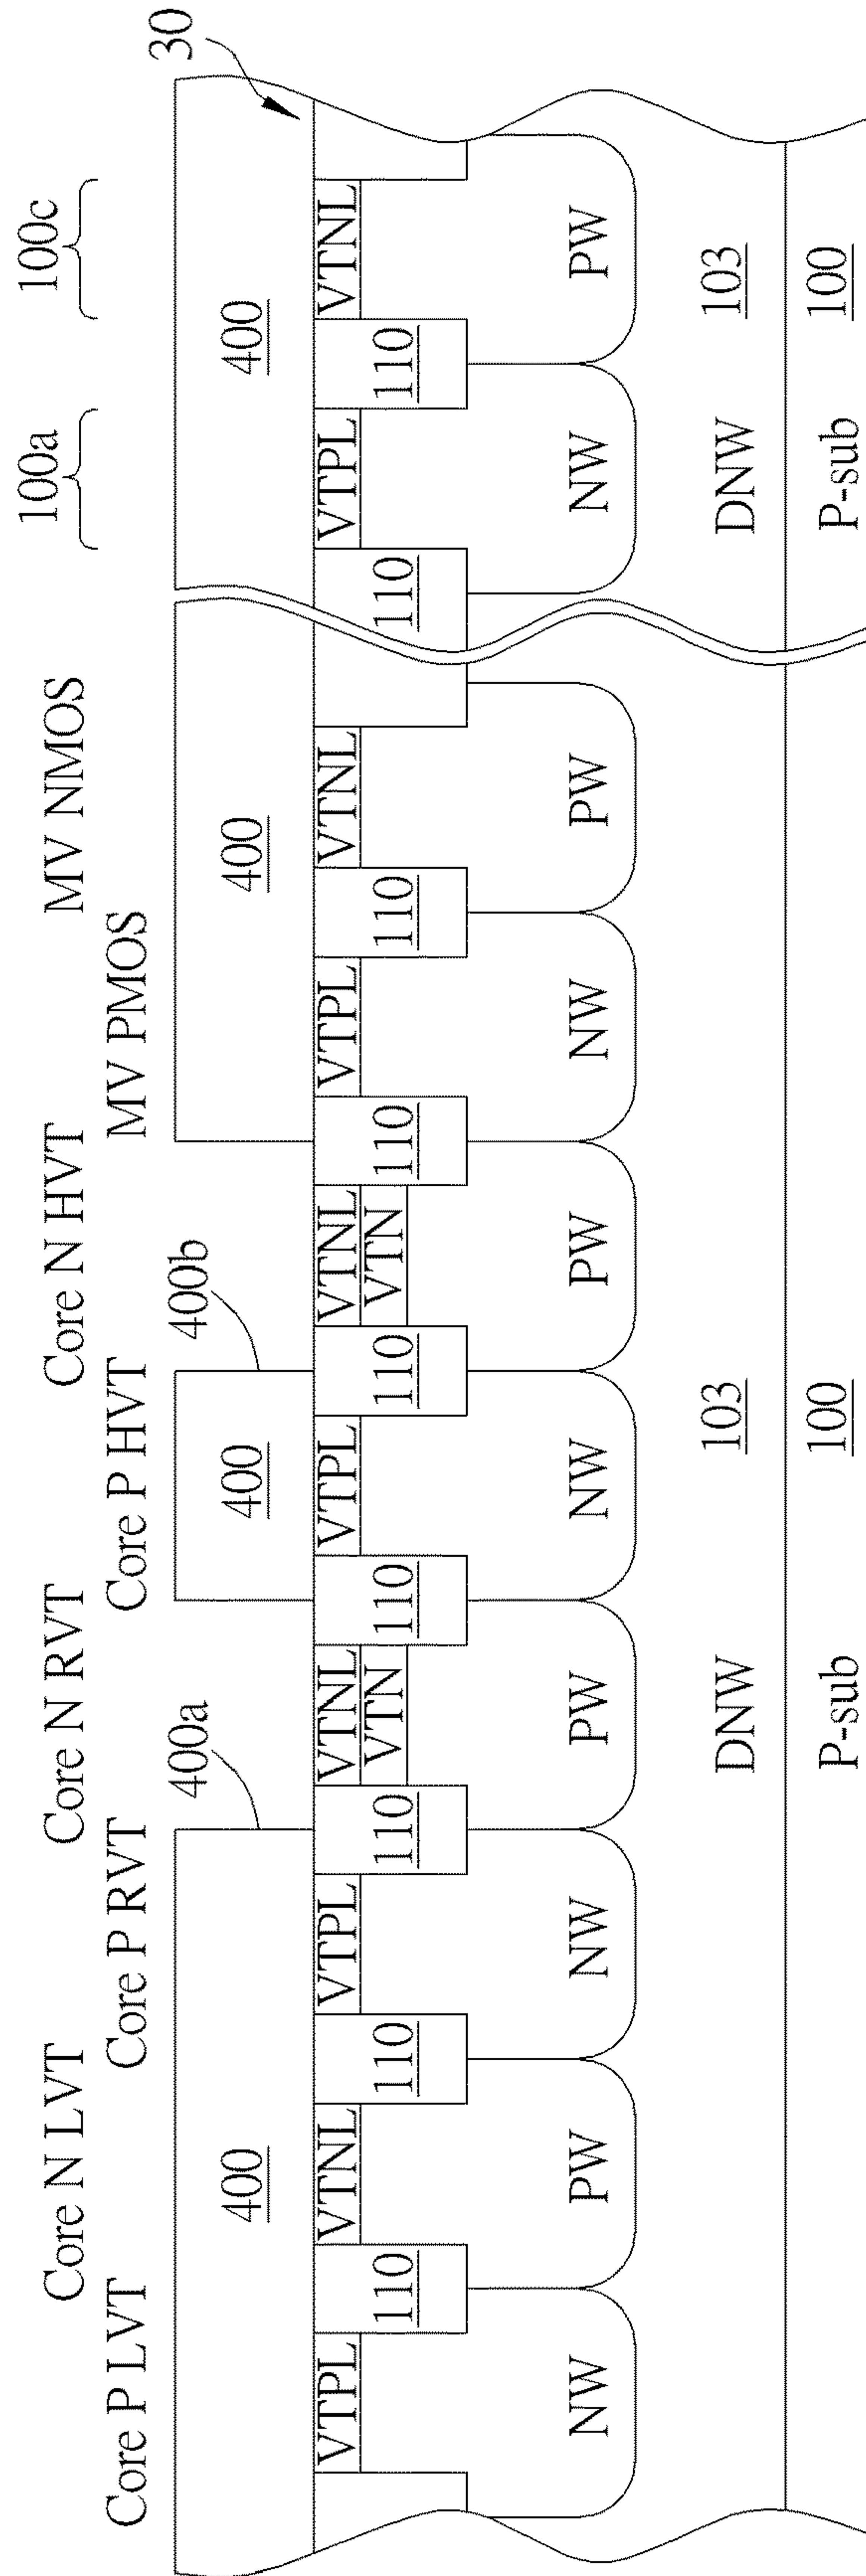 100a
100c
Core N LVT
Core N RVT
Core N HVT
MV NMOS
Core P LVT
Core P RVT
Core P HVT
MV PMOS
30
400a
400b
400
400
400
400
VTPL
VTNL
VTPL
VTNL
VTPL
VTNL
VTPL
VTNL
VTPL
VTNL
VTN
VTN
110
110
110
110
110
110
110
110
110
NW
PW
NW
PW
NW
PW
NW
PW
NW
PW
DNW
103
DNW
103
P-sub
100
P-sub
100